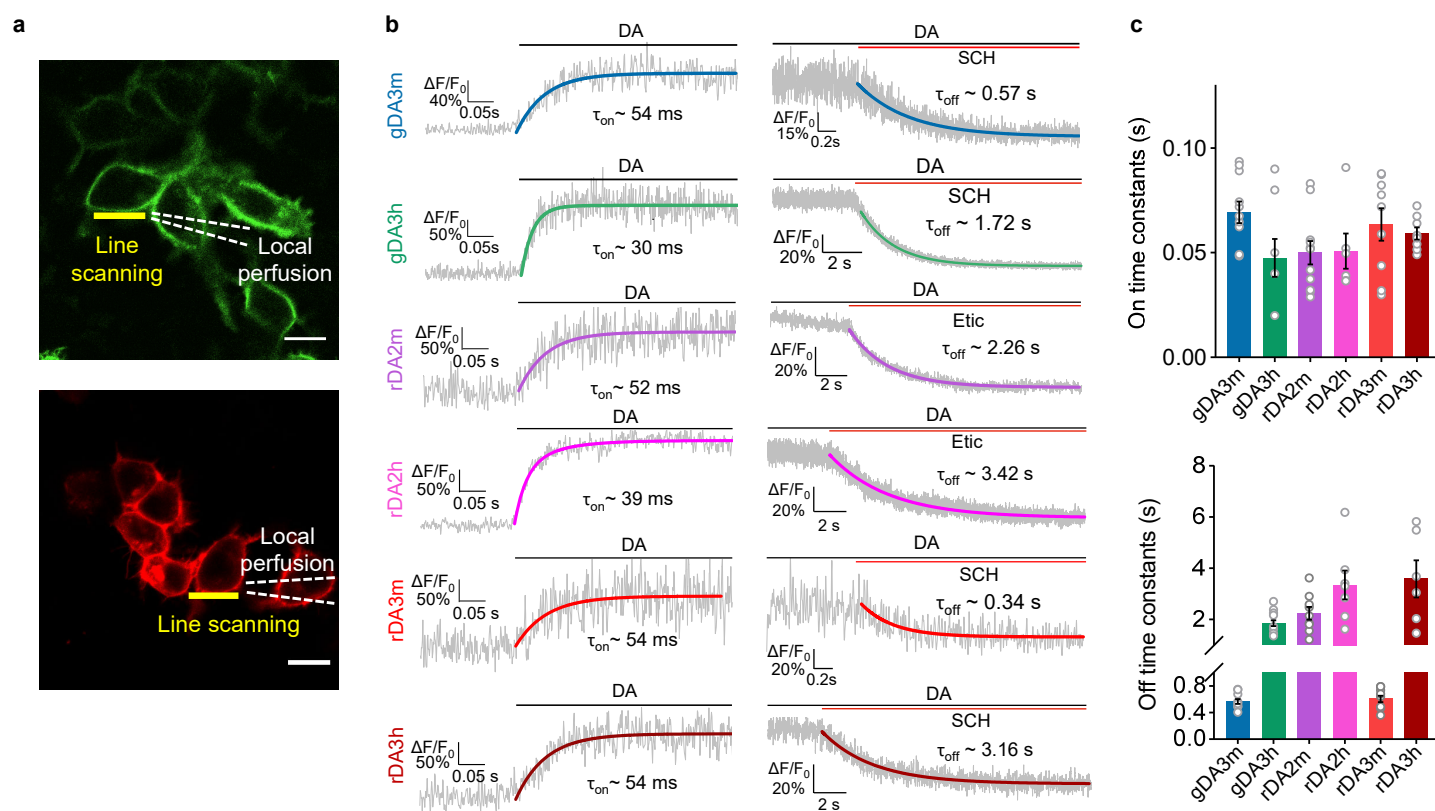 a
Line
scanning
Local
perfusion
Local
perfusion
Line scanning
b
DA
gDA3m
ΔF/F0
40%
0.05s
τon~ 54 ms
DA
SCH
τoff ~ 0.57 s
ΔF/F0
15%
0.2s
DA
gDA3h
ΔF/F0
50%
0.05s
τon~ 30 ms
DA
SCH
τoff ~ 1.72 s
ΔF/F0
20%
2 s
DA
rDA2m
ΔF/F0
50%
0.05 s
τon~ 52 ms
DA
Etic
τoff ~ 2.26 s
ΔF/F0
20%
2 s
DA
rDA2h
ΔF/F0
50%
0.05 s
τon~ 39 ms
DA
Etic
τoff ~ 3.42 s
ΔF/F0
20%
2 s
DA
rDA3m
ΔF/F0
50%
0.05s
τon~ 54 ms
DA
SCH
τoff ~ 0.34 s
ΔF/F0
20%
0.2s
DA
rDA3h
ΔF/F0
50%
0.05 s
τon~ 54 ms
DA
SCH
τoff ~ 3.16 s
ΔF/F0
20%
2 s
c
On time constants (s)
0.10
0.05
0.00
gDA3m
gDA3h
rDA2m
rDA2h
rDA3m
rDA3h
Off time constants (s)
8
6
4
2
0.8
0.4
0.0
gDA3m
gDA3h
rDA2m
rDA2h
rDA3m
rDA3h